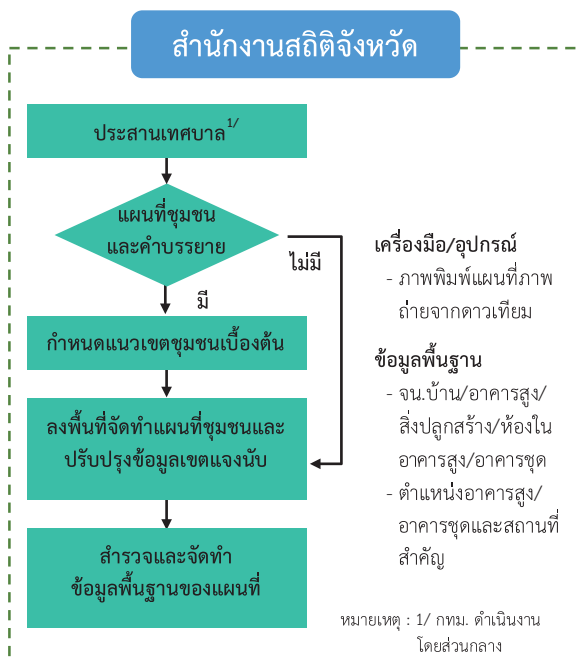 สำนักงานสถิติจังหวัด
ประสานเทศบาล 1/
แผนที่ชุมชน
และคำบรรยาย
ไม่มี
มี
กำหนดแนวเขตชุมชนเบื้องต้น
ลงพื้นที่จัดทำแผนที่ชุมชนและ
ปรับปรุงข้อมูลเขตแจงนับ
สำรวจและจัดทำ
ข้อมูลพื้นฐานของแผนที่
เครื่องมือ/อุปกรณ์
- ภาพพิมพ์แผนที่ภาพ
ถ่ายจากดาวเทียม
ข้อมูลพื้นฐาน
- จน.บ้าน/อาคารสูง/
สิ่งปลูกสร้าง/ห้องใน
อาคารสูง/อาคารชุด
- ตำแหน่งอาคารสูง/
อาคารชุดและสถานที่
สำคัญ
หมายเหตุ : 1/ กทม. ดำเนินงาน
โดยส่วนกลาง